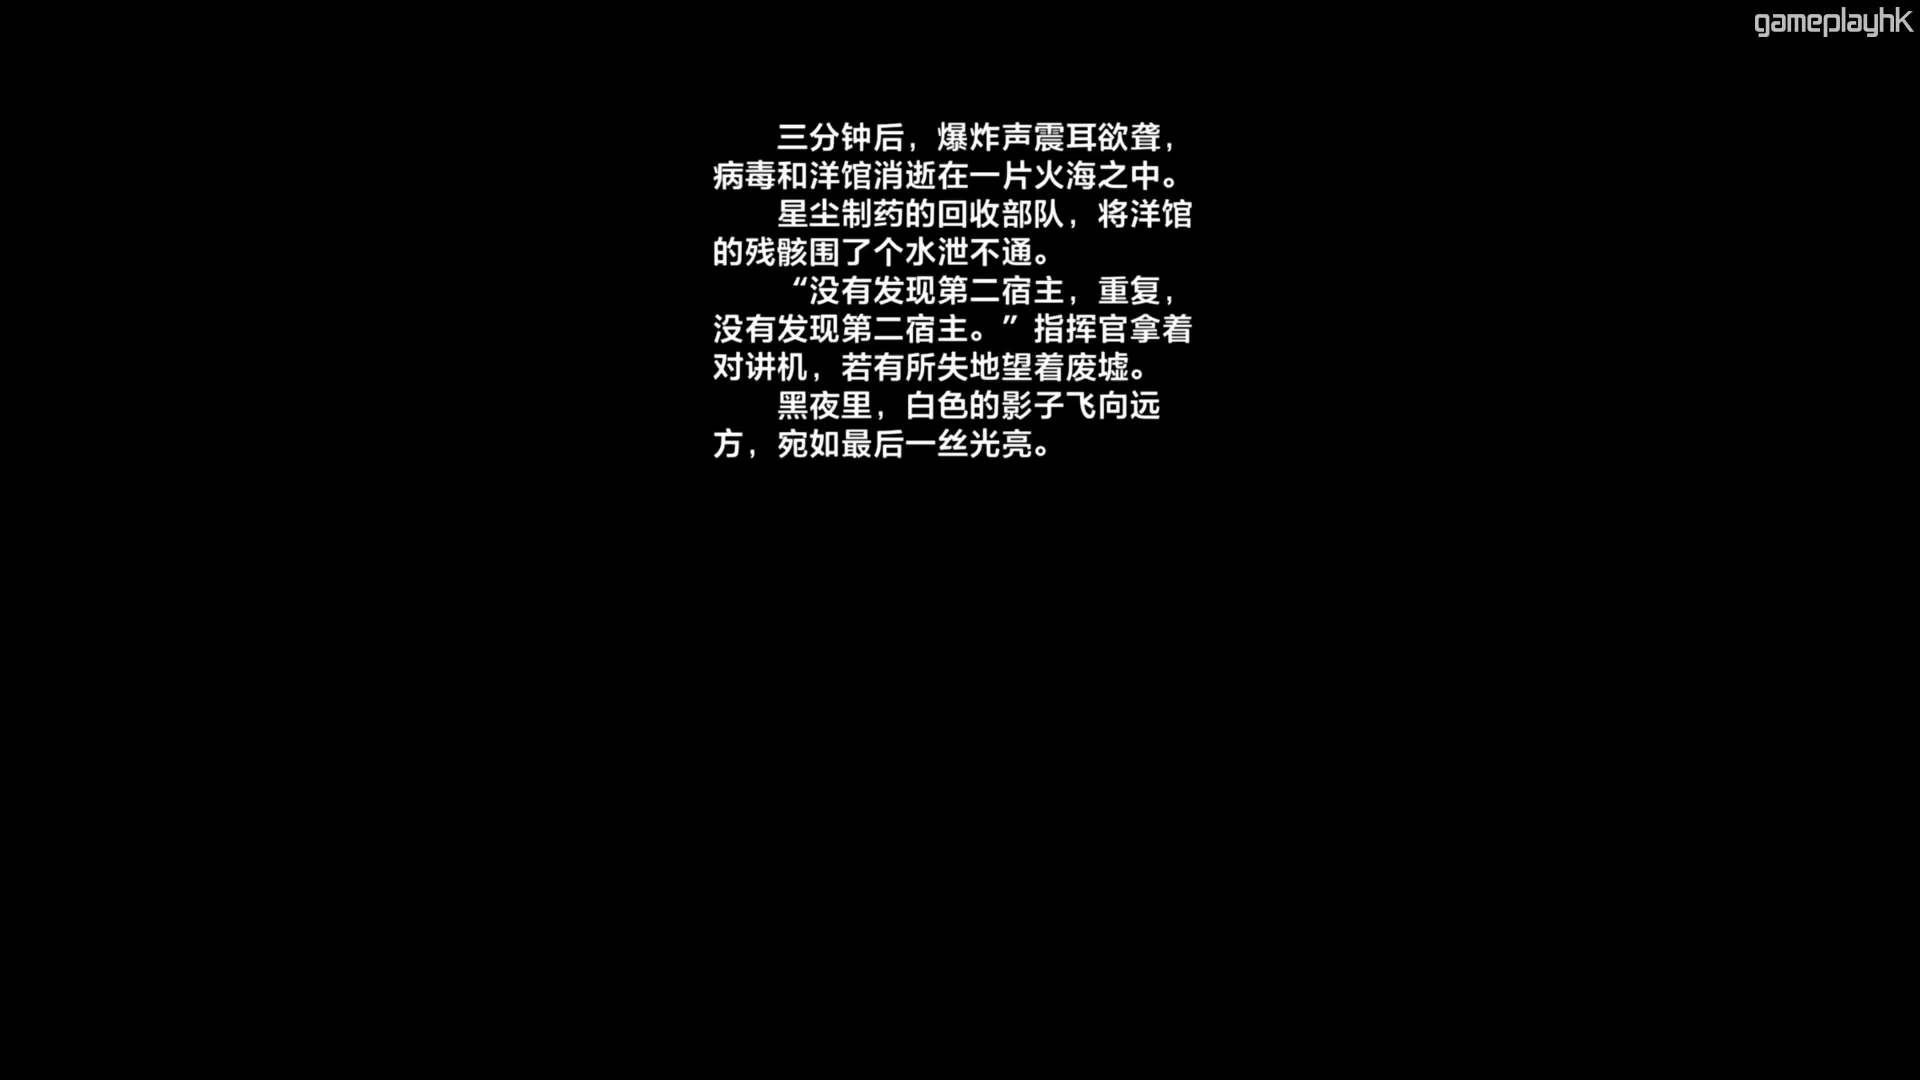 gameplayhk
三分钟后，爆炸声震耳欲聋，
病毒和洋馆消逝在一片火海之中。
星尘制药的回收部队，将洋馆
的残骸围了个水泄不通。
“没有发现第二宿主，重复，
没有发现第二宿主。”指挥官拿着
对讲机，若有所失地望着废墟。
黑夜里，白色的影子飞向远
方，宛如最后一丝光亮。